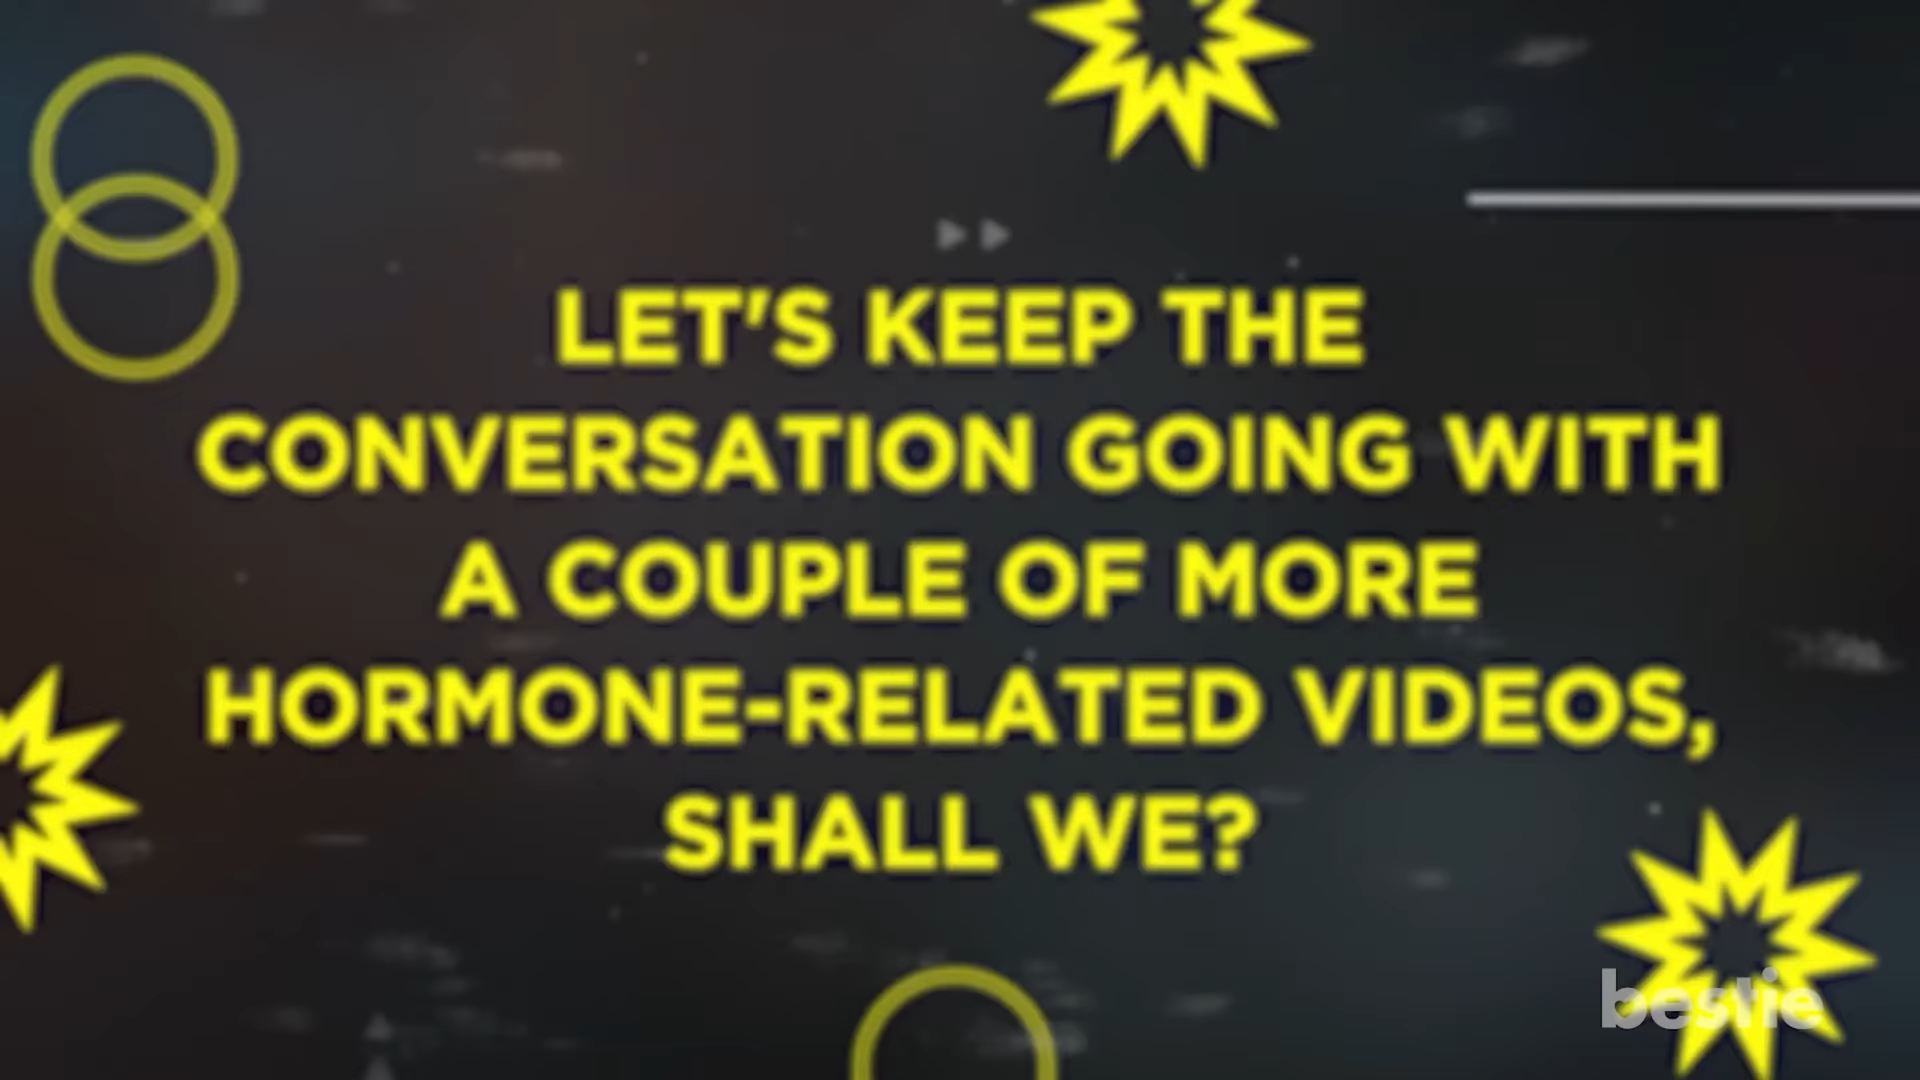 LET'S KEEP THE
CONVERSATION GOING WITH
A COUPLE OF MORE
HORMONE-RELATED VIDEOS,
SHALL WE?
bestie